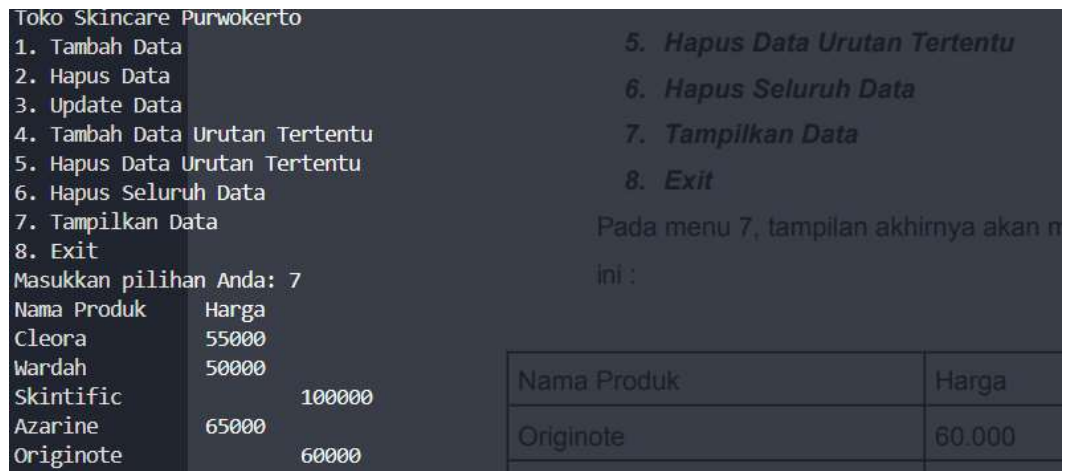 Toko Skincare Purwokerto
1. Tambah Data
2. Hapus Data
3. Update Data
4. Tambah Data Urutan Tertentu
5. Hapus Data Urutan Tertentu
6. Hapus Seluruh Data
7. Tampilkan Data
8. Exit
Masukkan pilihan Anda: 7
Nama Produk Harga
Cleora 55000
Wardah 50000
Skintific 100000
Azarine 65000
Originote 60000
5. Hapus Data Urutan Tertentu
6. Hapus Seluruh Data
7. Tampilkan Data
8. Exit
Pada menu 7, tampilan akhirnya akan
ini :
Nama Produk Harga
Originote 60.000